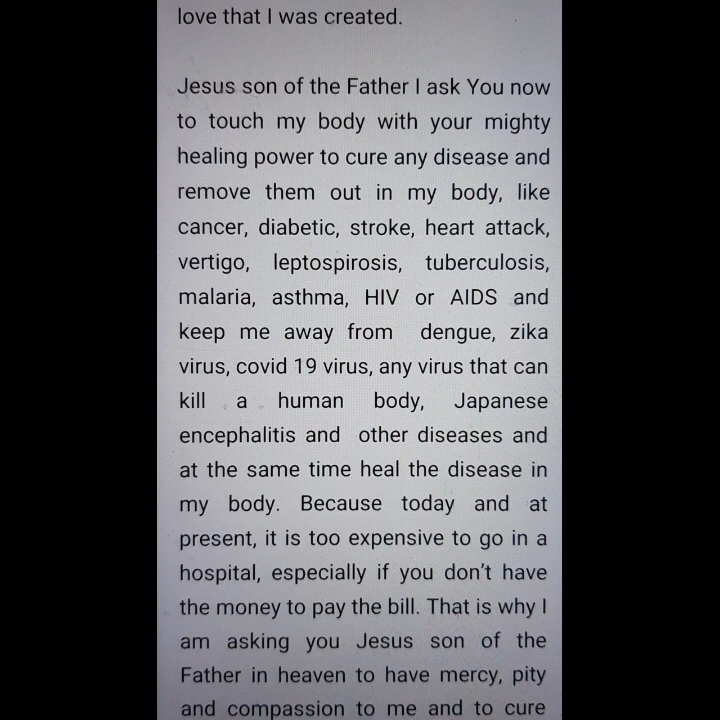 love that I was created.
Jesus son of the Father I ask You now
to touch my body with your mighty
healing power to cure any disease and
remove them out in my body, like
cancer, diabetic, stroke, heart attack,
vertigo, leptospirosis, tuberculosis,
malaria, asthma, HIV or AIDS and
keep me away from dengue, zika
virus, covid 19 virus, any virus that can
kill a human body, Japanese
encephalitis and other diseases and
at the same time heal the disease in
my body. Because today and at
present, it is too expensive to go in a
hospital, especially if you don't have
the money to pay the bill. That is why I
am asking you Jesus son of the
Father in heaven to have mercy, pity
and compassion to me and to cure